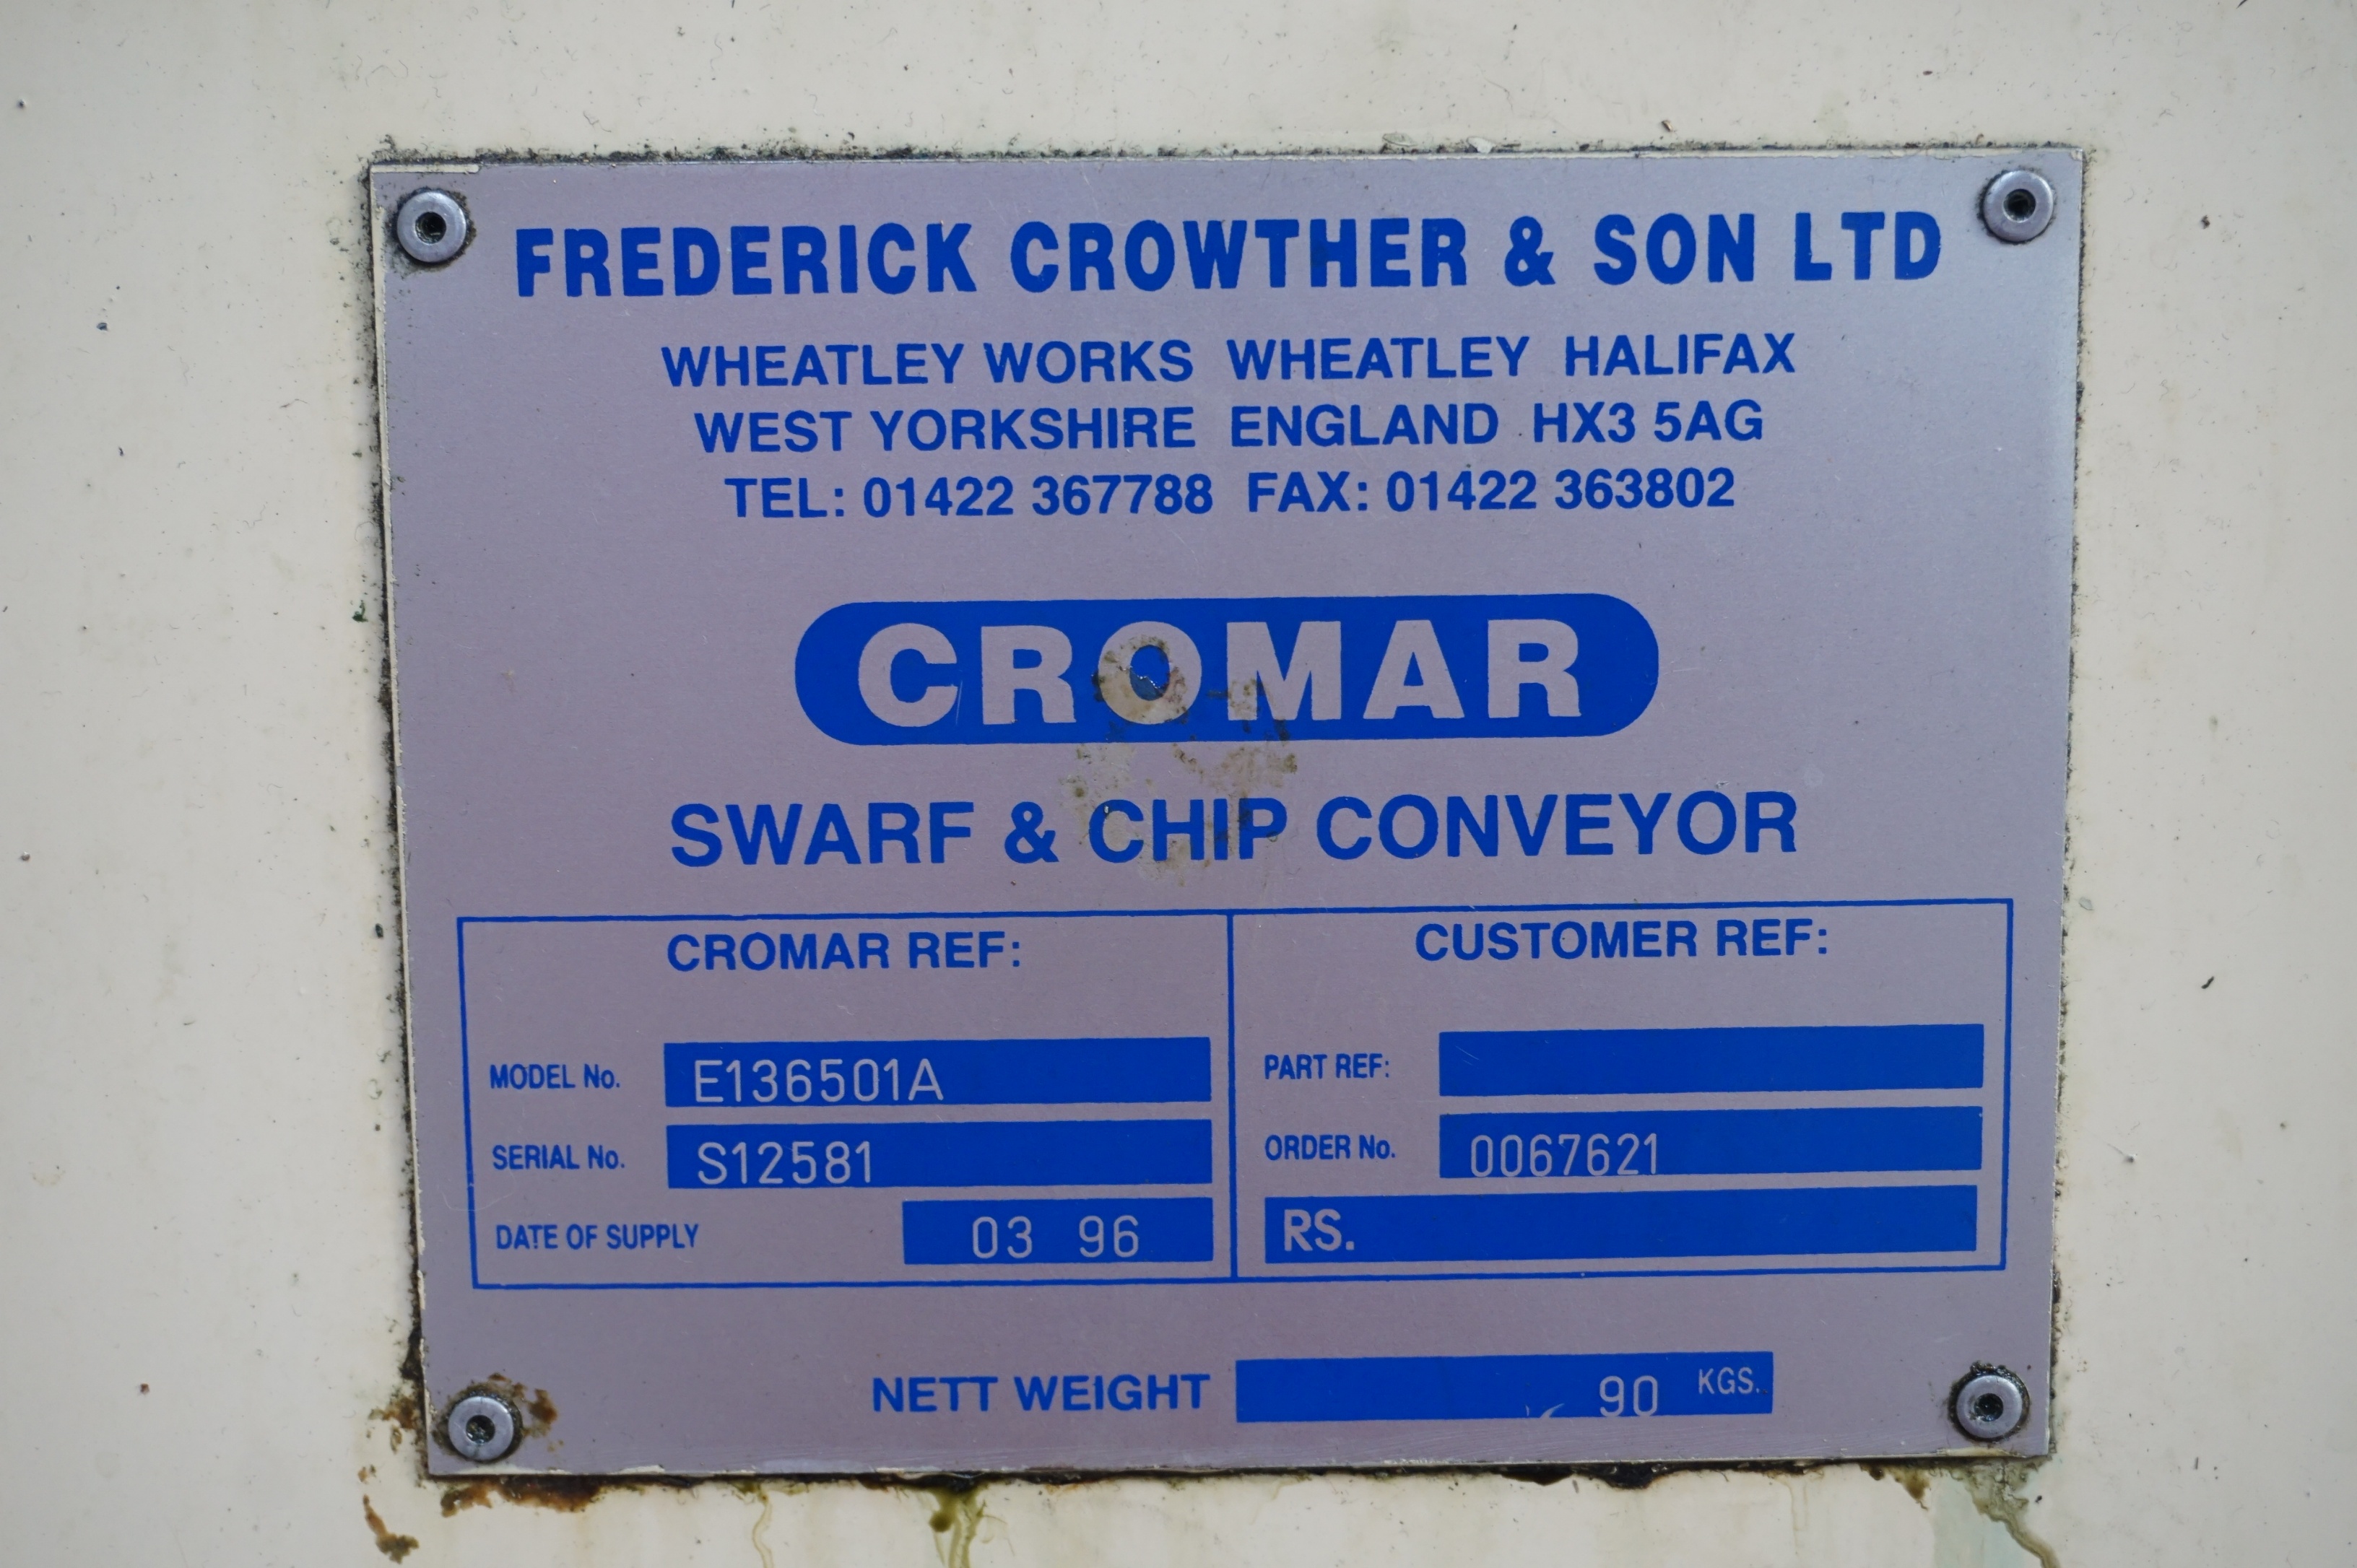 FREDERICK CROWTHER & SON LTD
WHEATLEY WORKS WHEATLEY HALIFAX
WEST YORKSHIRE ENGLAND HX3 5AG
TEL: 01422 367788 FAX: 01422 363802
CROMAR
SWARF & CHIP CONVEYOR
CROMAR REF:
MODEL No. E136501A
SERIAL No. S12581
DATE OF SUPPLY 03 96
CUSTOMER REF:
PART REF:
ORDER No. 0067621
RS.
NETT WEIGHT 90 KGS.